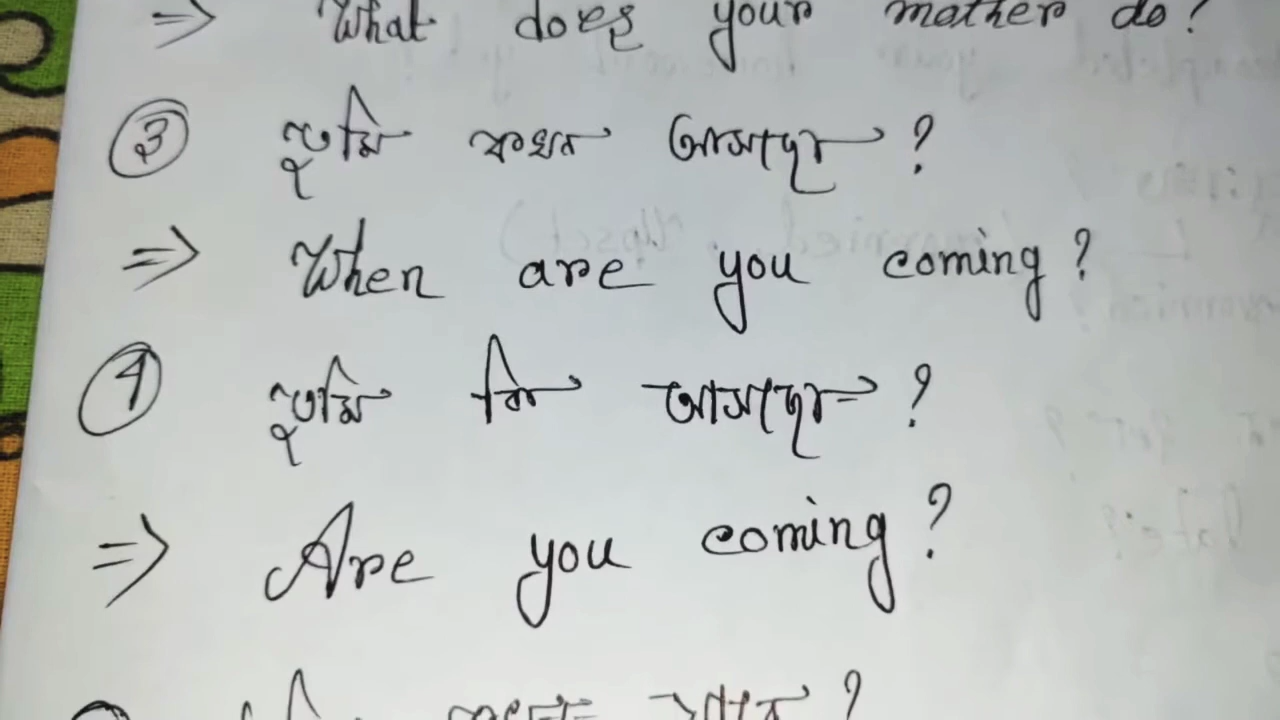 ⇒ What does your mother do?
③ তুমি কখন আসছ ?
⇒ When are you coming ?
④ তুমি কি আসছ ?
⇒ Are you coming ?